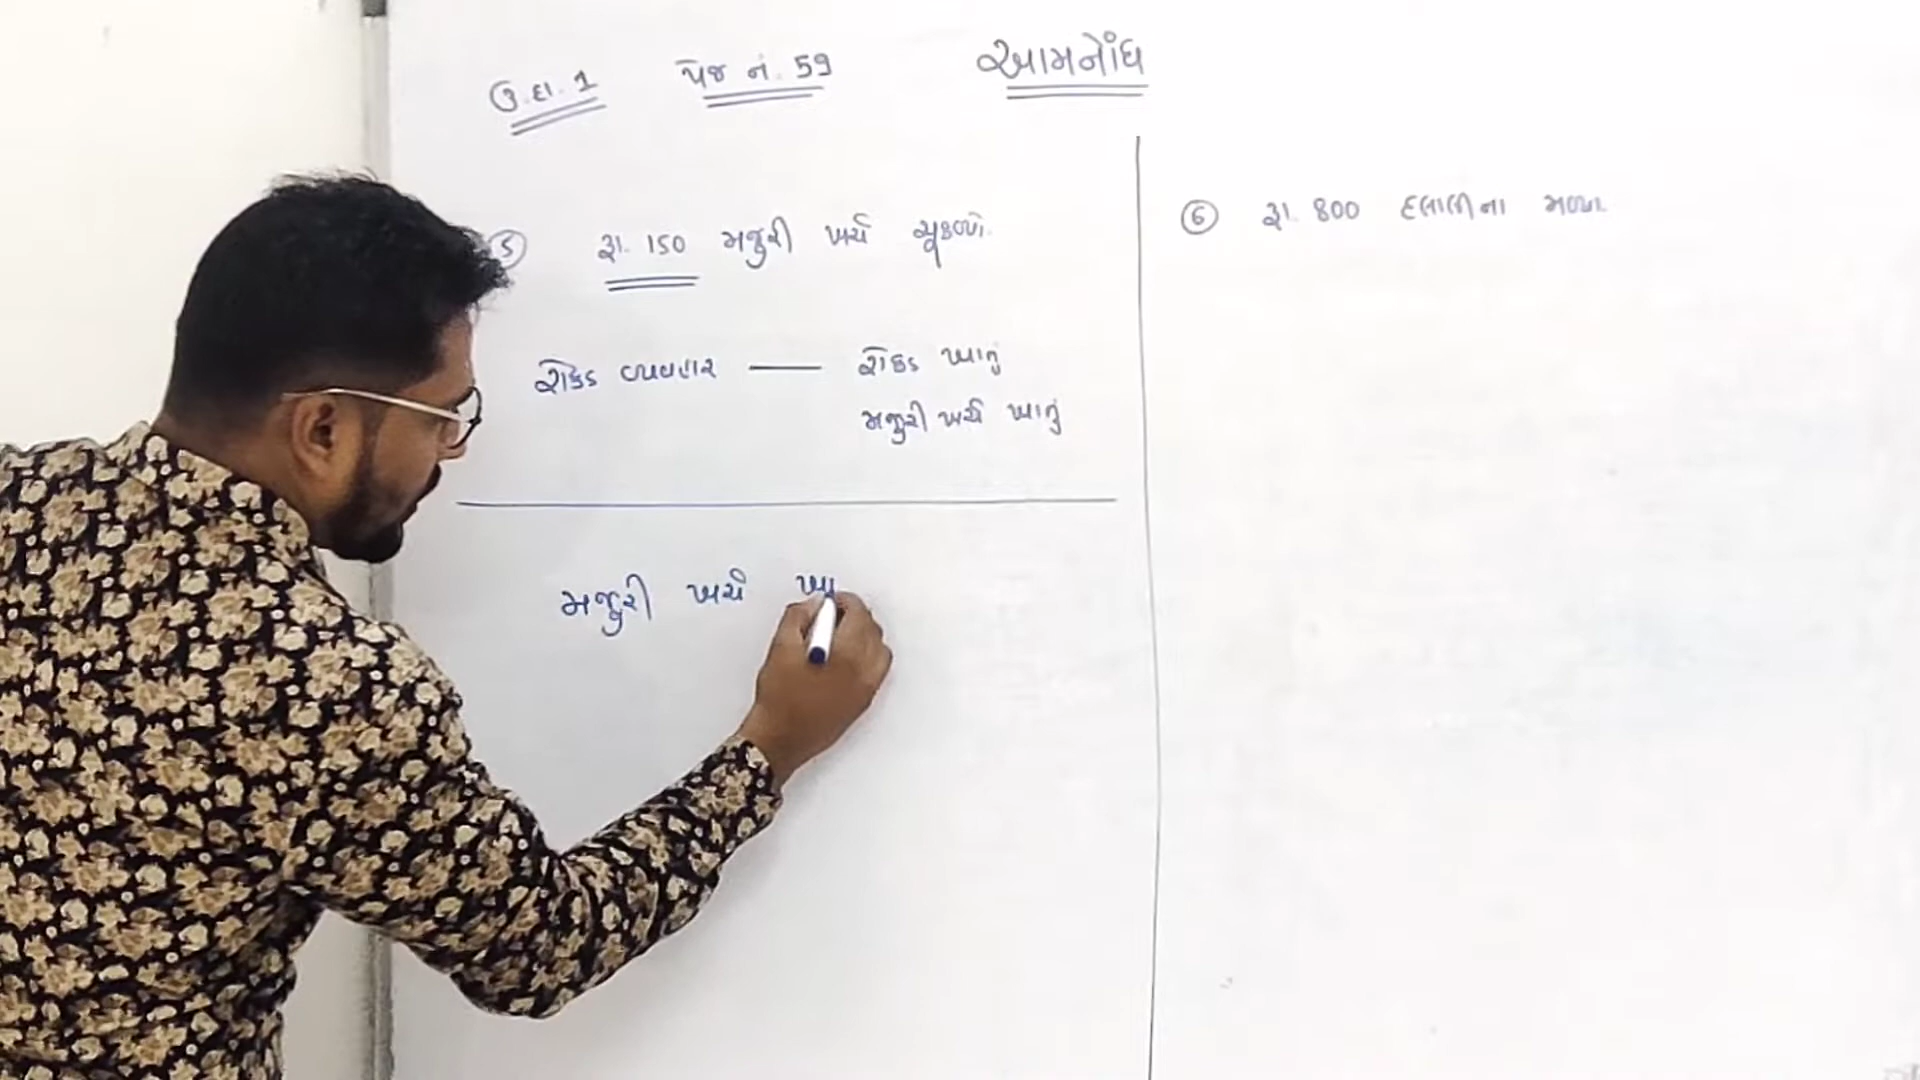 ઉ.દા. 1 પેજ નં. 59 આમનોંધ
5 રૂા. 150 મજુરી ખર્ચ ચૂકવ્યો.
રોકડ વ્યવહાર — રોકડ ખાતું
મજુરી ખર્ચ ખાતું
મજુરી ખર્ચ ખા
6 રૂા. 800 દલાલીના મળ્યા.